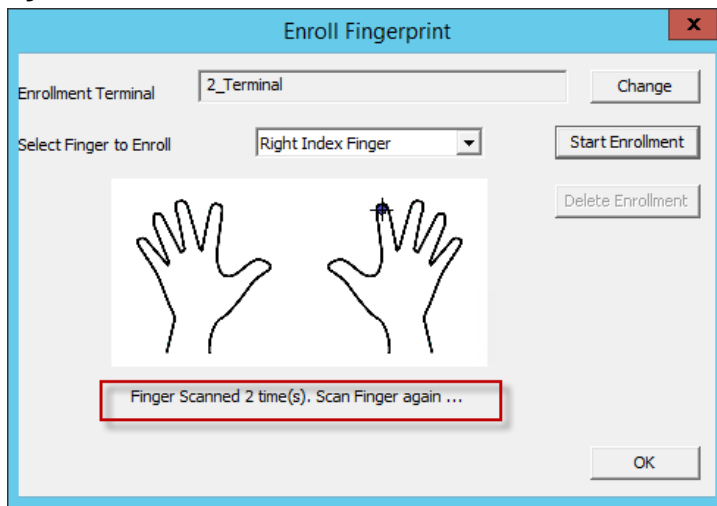 Enroll Fingerprint
x
Enrollment Terminal 2_Terminal Change
Select Finger to Enroll Right Index Finger Start Enrollment
Delete Enrollment
Finger Scanned 2 time(s). Scan Finger again ...
OK